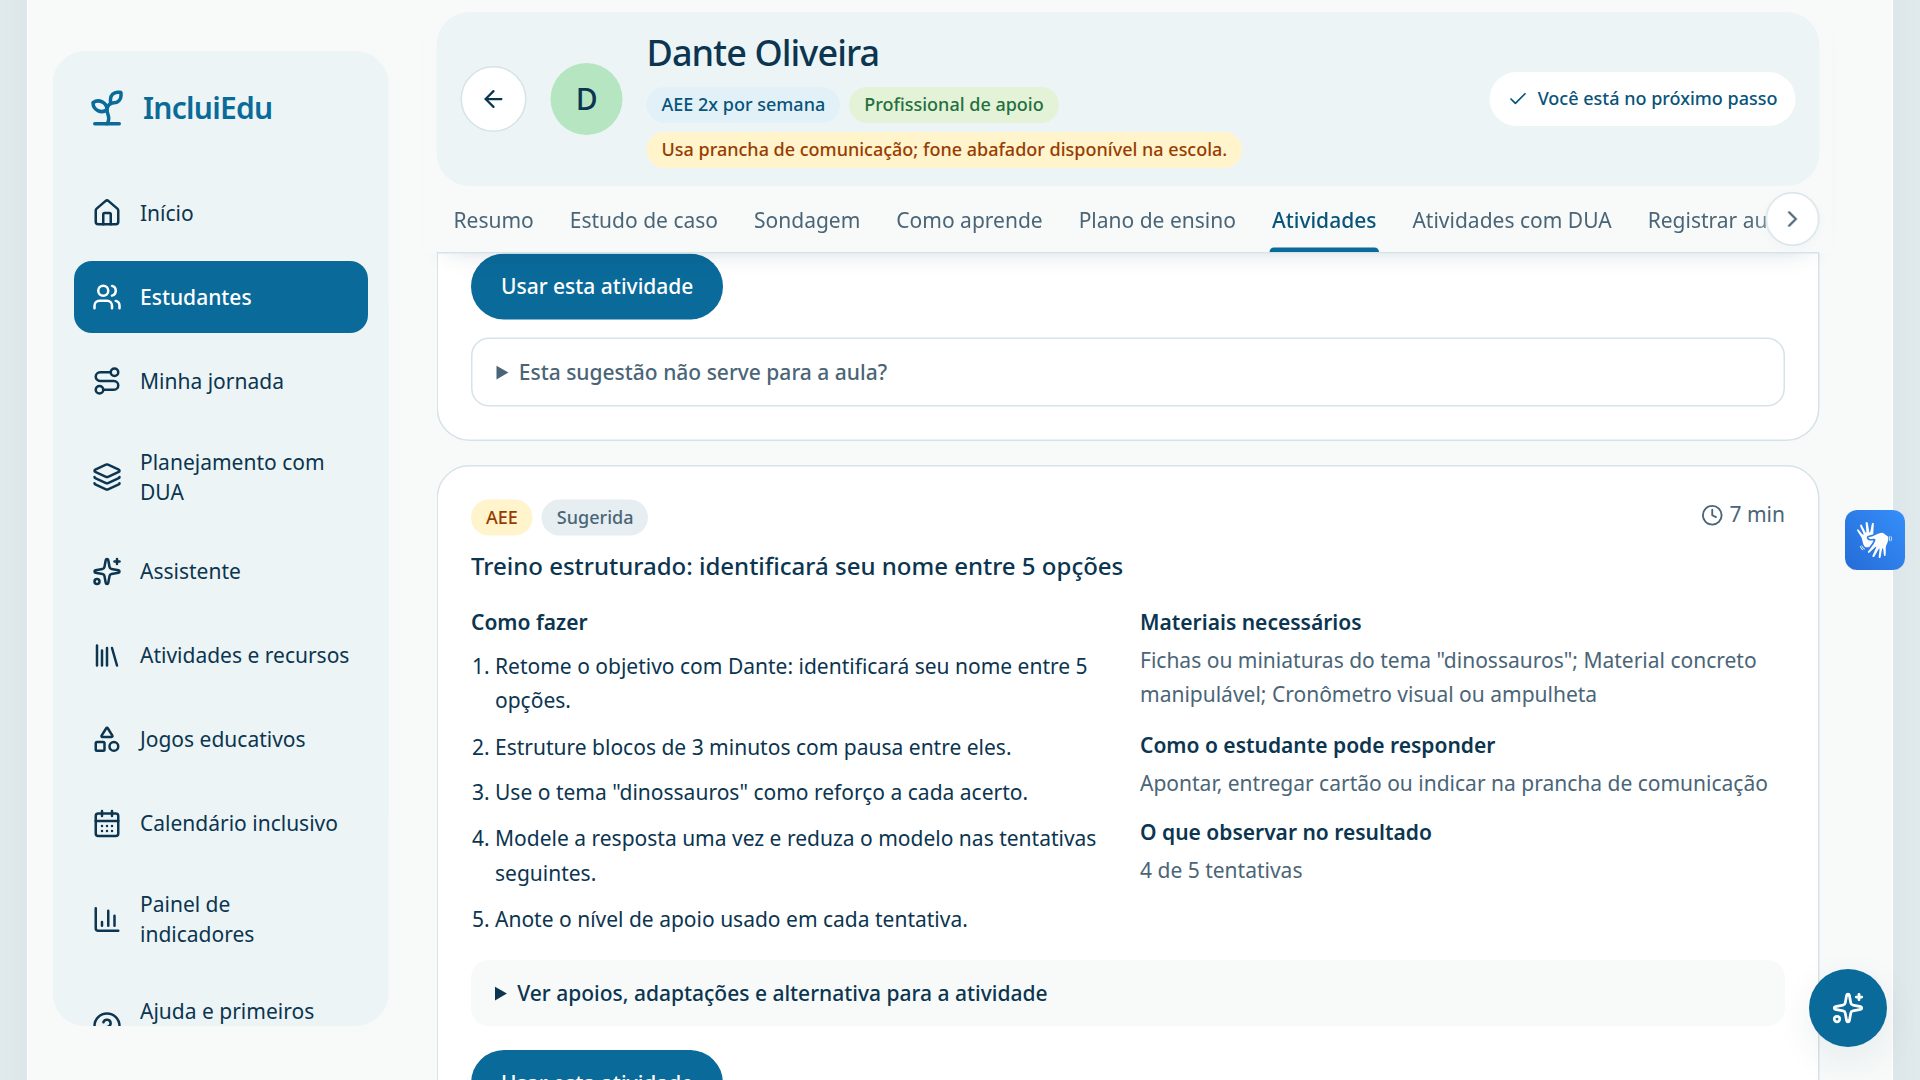 IncluiEdu
Início
Estudantes
Minha jornada
Planejamento com
DUA
Assistente
Atividades e recursos
Jogos educativos
Calendário inclusivo
Painel de
indicadores
Ajuda e primeiros
D
Dante Oliveira
AEE 2x por semana
Profissional de apoio
Usa prancha de comunicação; fone abafador disponível na escola.
Você está no próximo passo
Resumo
Estudo de caso
Sondagem
Como aprende
Plano de ensino
Atividades
Atividades com DUA
Registrar au
Usar esta atividade
Esta sugestão não serve para a aula?
AEE
Sugerida
7 min
Treino estruturado: identificará seu nome entre 5 opções
Como fazer
1. Retome o objetivo com Dante: identificará seu nome entre 5
opções.
2. Estruture blocos de 3 minutos com pausa entre eles.
3. Use o tema "dinossauros" como reforço a cada acerto.
4. Modele a resposta uma vez e reduza o modelo nas tentativas
seguintes.
5. Anote o nível de apoio usado em cada tentativa.
Materiais necessários
Fichas ou miniaturas do tema "dinossauros"; Material concreto
manipulável; Cronômetro visual ou ampulheta
Como o estudante pode responder
Apontar, entregar cartão ou indicar na prancha de comunicação
O que observar no resultado
4 de 5 tentativas
Ver apoios, adaptações e alternativa para a atividade
Usar esta atividade